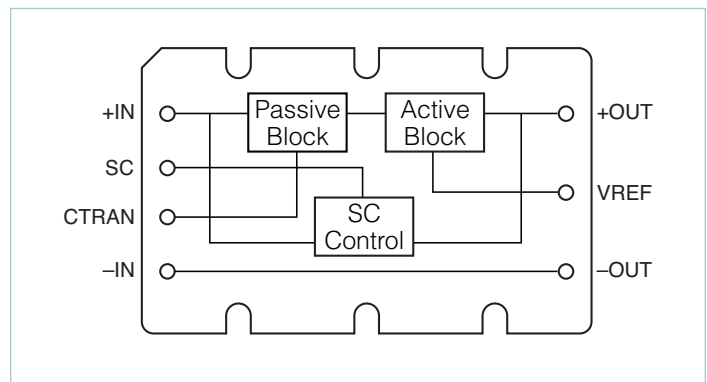 +IN
Passive
Block
Active
Block
+OUT
SC
VREF
CTRAN
SC
Control
–IN
–OUT